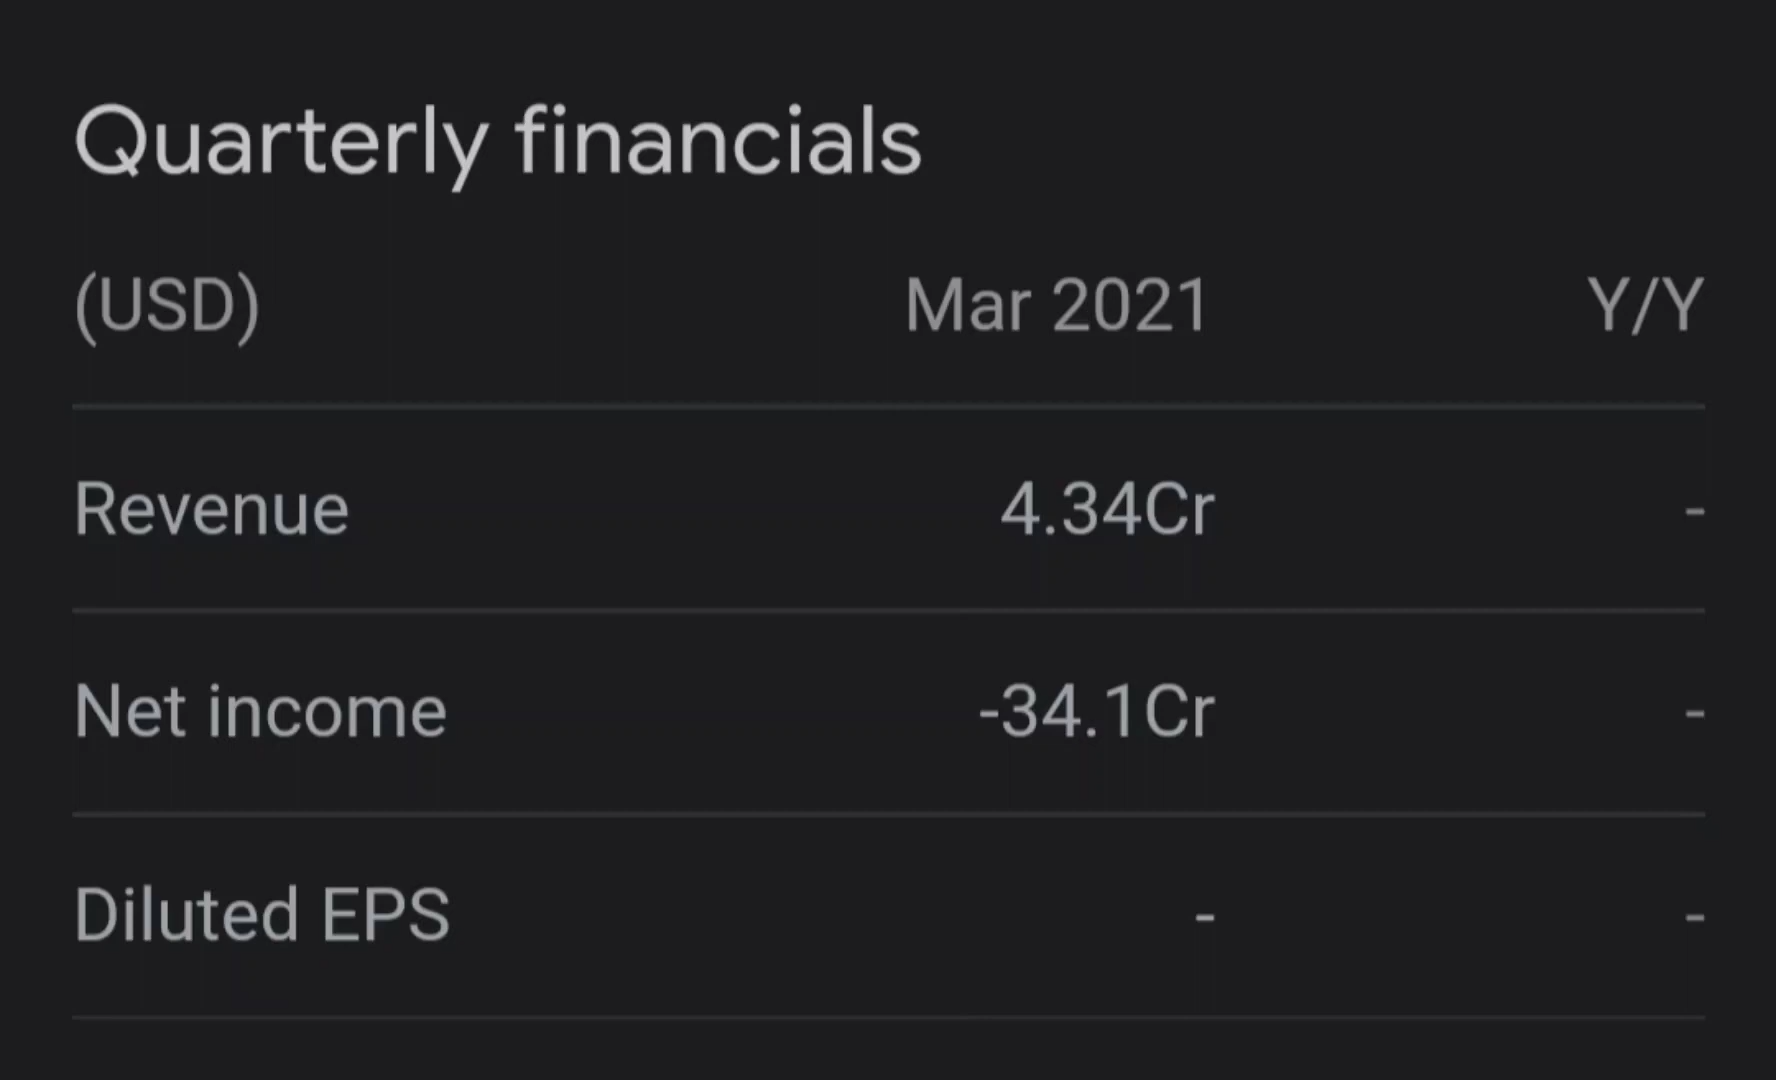 Quarterly financials
(USD) Mar 2021 Y/Y
Revenue 4.34Cr -
Net income -34.1Cr -
Diluted EPS - -